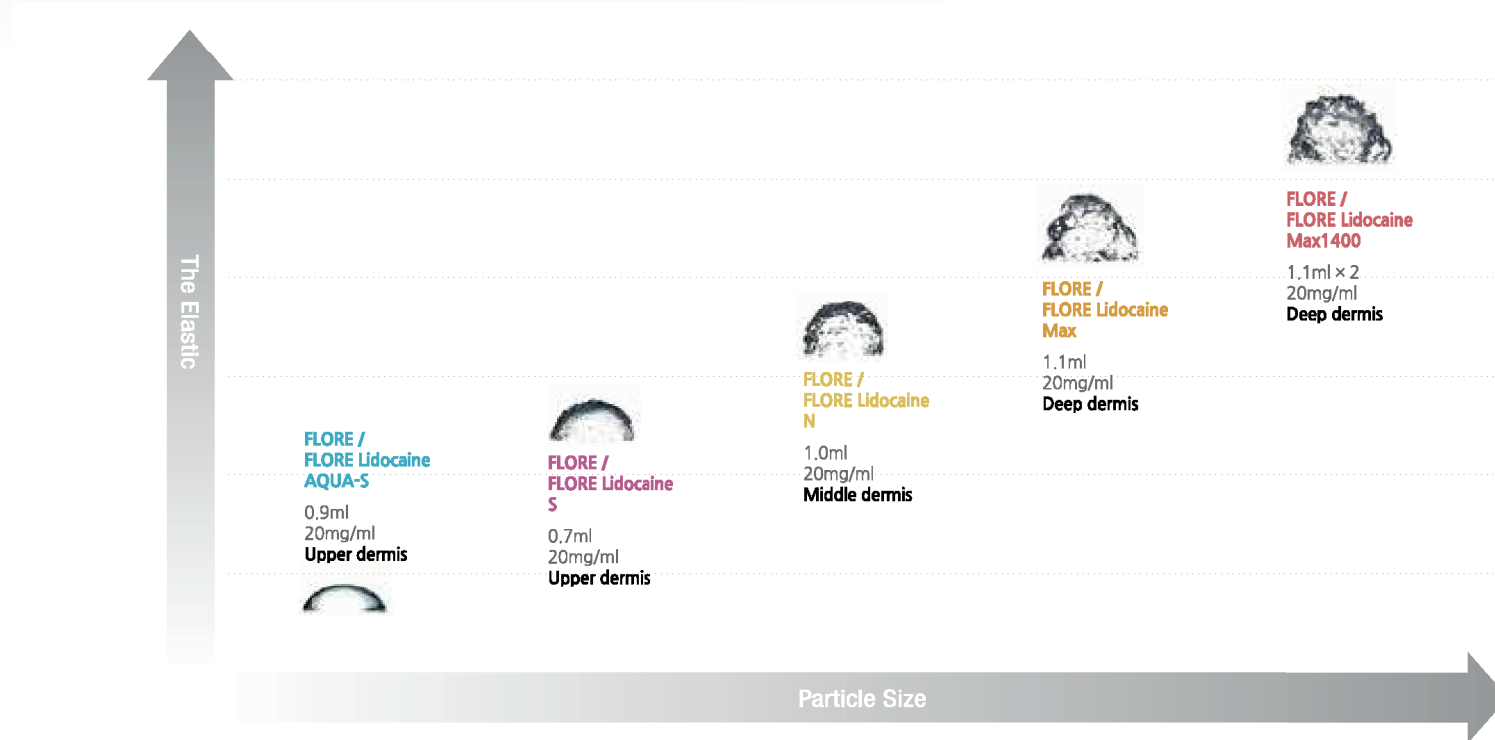 The Elastic
FLORE /
FLORE Lidocaine
AQUA-S
0.9ml
20mg/ml
Upper dermis
FLORE /
FLORE Lidocaine
S
0.7ml
20mg/ml
Upper dermis
FLORE /
FLORE Lidocaine
N
1.0ml
20mg/ml
Middle dermis
FLORE /
FLORE Lidocaine
Max
1.1ml
20mg/ml
Deep dermis
FLORE /
FLORE Lidocaine
Max1400
1.1ml × 2
20mg/ml
Deep dermis
Particle Size